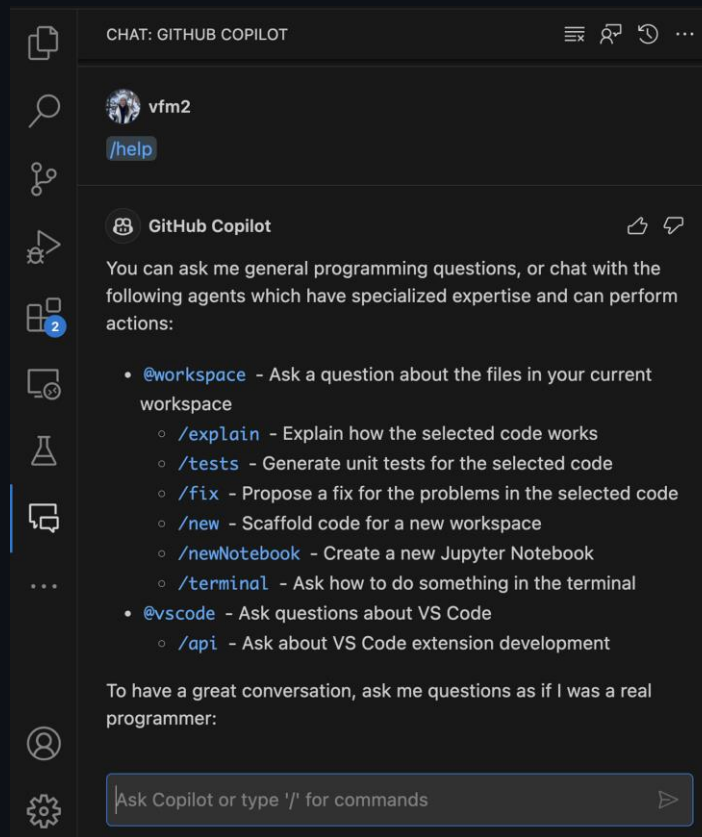 CHAT: GITHUB COPILOT
vfm2
/help
GitHub Copilot
You can ask me general programming questions, or chat with the
following agents which have specialized expertise and can perform
actions:
• @workspace - Ask a question about the files in your current
workspace
◦ /explain - Explain how the selected code works
◦ /tests - Generate unit tests for the selected code
◦ /fix - Propose a fix for the problems in the selected code
◦ /new - Scaffold code for a new workspace
◦ /newNotebook - Create a new Jupyter Notebook
◦ /terminal - Ask how to do something in the terminal
• @vscode - Ask questions about VS Code
◦ /api - Ask about VS Code extension development
To have a great conversation, ask me questions as if I was a real
programmer:
Ask Copilot or type '/' for commands
2